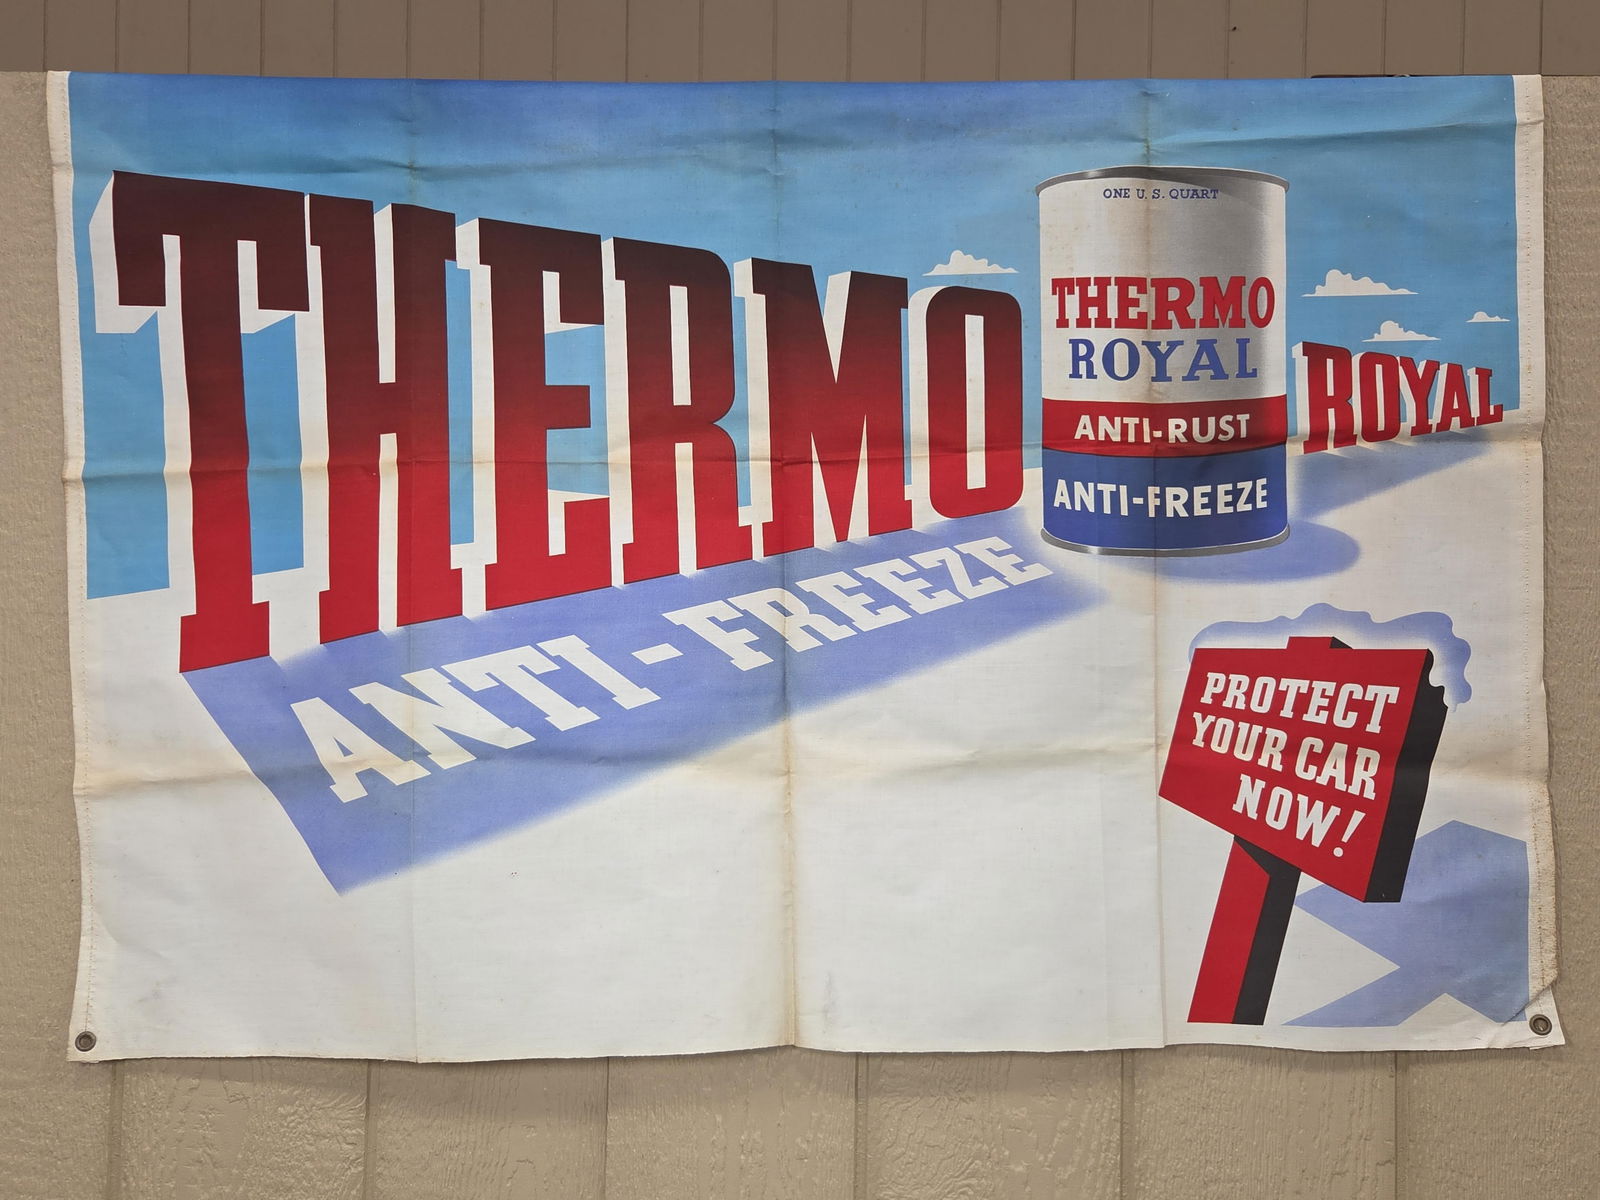 THERMO
ROYAL
ANTI-FREEZE
ONE U.S. QUART
THERMO
ROYAL
ANTI-RUST
ANTI-FREEZE
PROTECT
YOUR CAR
NOW!